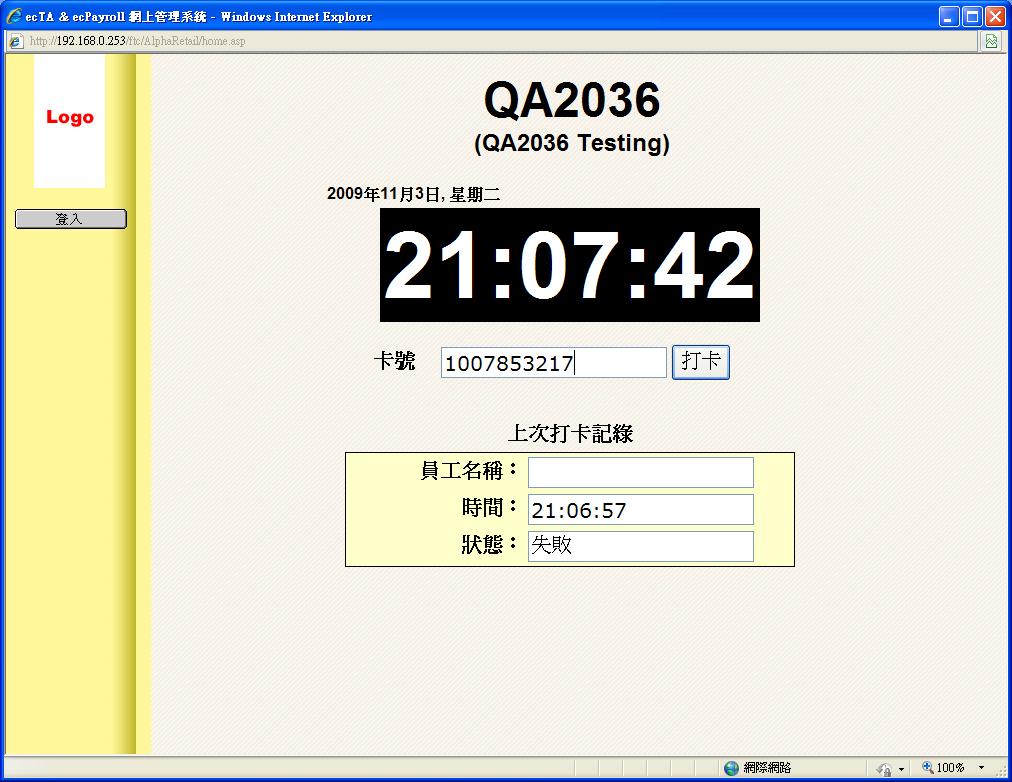 ecTA & ecPayroll 網上管理系統 - Windows Internet Explorer
http://192.168.0.253/ftc/AlphaRetail/home.asp
Logo
登入
QA2036
(QA2036 Testing)
2009年11月3日, 星期二
21:07:42
卡號 1007853217 打卡
上次打卡記錄
員工名稱：
時間： 21:06:57
狀態： 失敗
網際網路 100%